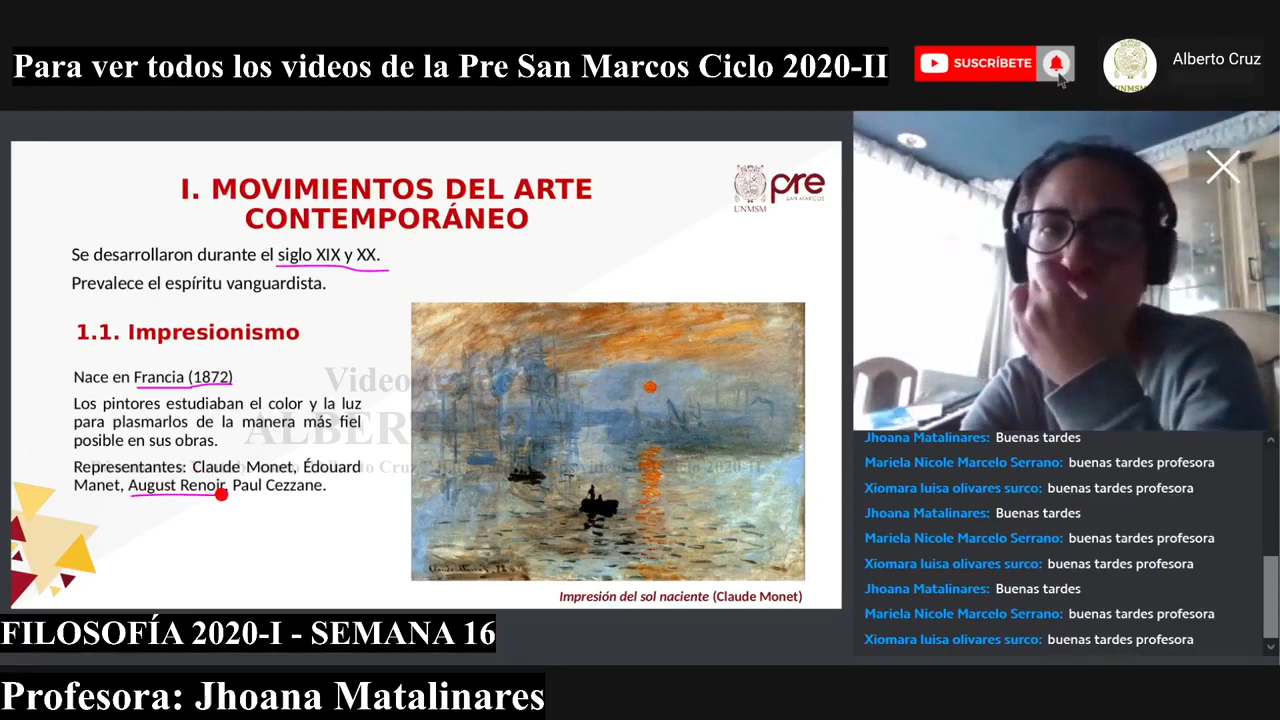 Para ver todos los videos de la Pre San Marcos Ciclo 2020-II
SUSCRÍBETE
UNMSM
Alberto Cruz
I. MOVIMIENTOS DEL ARTE
CONTEMPORÁNEO
UNMSM
pre
SAN MARCOS
Se desarrollaron durante el siglo XIX y XX.
Prevalece el espíritu vanguardista.
1.1. Impresionismo
Nace en Francia (1872)
Los pintores estudiaban el color y la luz
para plasmarlos de la manera más fiel
posible en sus obras.
Representantes: Claude Monet, Édouard
Manet, August Renoir, Paul Cezzane.
Impresión del sol naciente (Claude Monet)
Jhoana Matalinares: Buenas tardes
Mariela Nicole Marcelo Serrano: buenas tardes profesora
Xiomara luisa olivares surco: buenas tardes profesora
Jhoana Matalinares: Buenas tardes
Mariela Nicole Marcelo Serrano: buenas tardes profesora
Xiomara luisa olivares surco: buenas tardes profesora
Jhoana Matalinares: Buenas tardes
Mariela Nicole Marcelo Serrano: buenas tardes profesora
Xiomara luisa olivares surco: buenas tardes profesora
FILOSOFÍA 2020-I - SEMANA 16
Profesora: Jhoana Matalinares